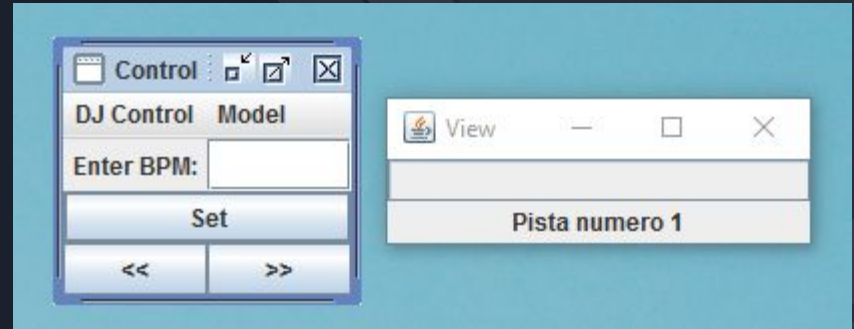 Control
DJ Control Model
Enter BPM:
Set
<< >>
View
Pista numero 1